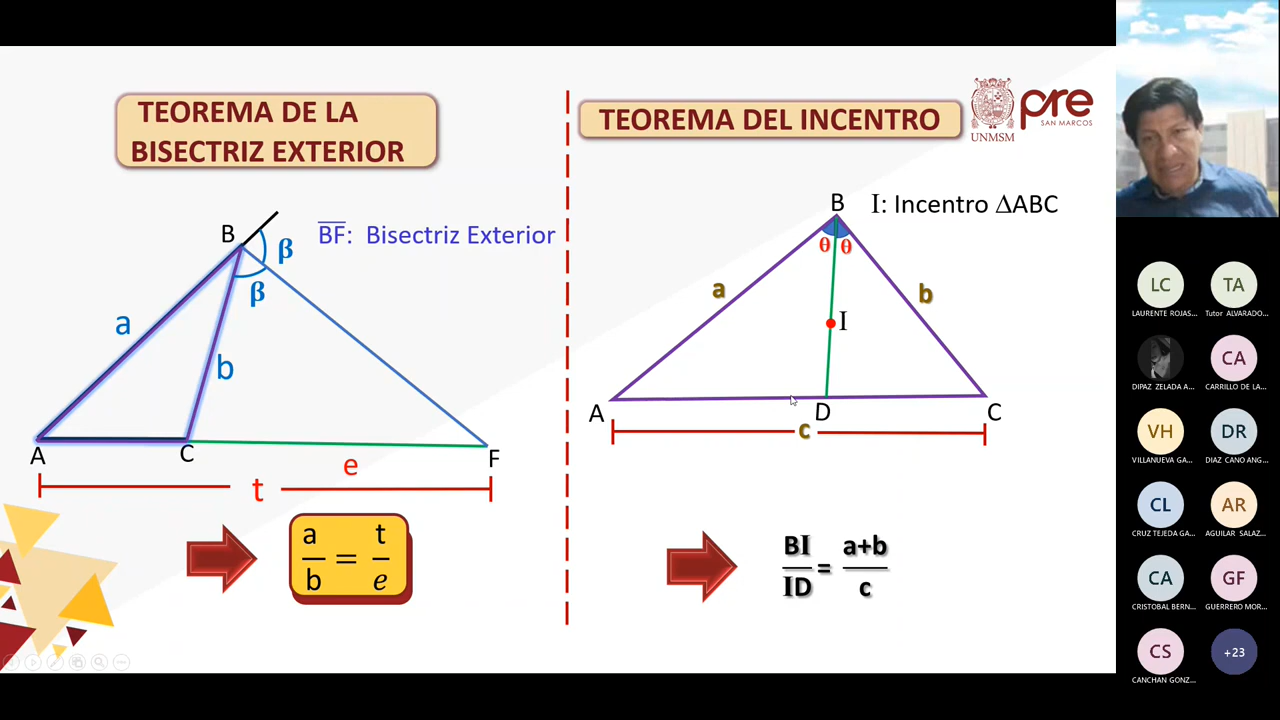 TEOREMA DE LA
BISECTRIZ EXTERIOR
B
BF: Bisectriz Exterior
β
β
a
b
A
C
F
e
t
a
b
=
t
e
TEOREMA DEL INCENTRO
UNMSM
pre
SAN MARCOS
B
I: Incentro ∆ABC
θ θ
a
b
I
A
D
C
c
BI
ID
=
a+b
c
LC
TA
LAURENTE ROJAS...
Tutor ALVARADO...
CA
DIPAZ ZELADA A...
CARRILLO DE LA...
VH
DR
VILLANUEVA GA...
DIAZ CANO ANG...
CL
AR
CRUZ TEJEDA GA...
AGUILAR SALAZ...
CA
GF
CRISTOBAL BERN...
GUERRERO MOR...
CS
+23
CANCHAN GONZ...